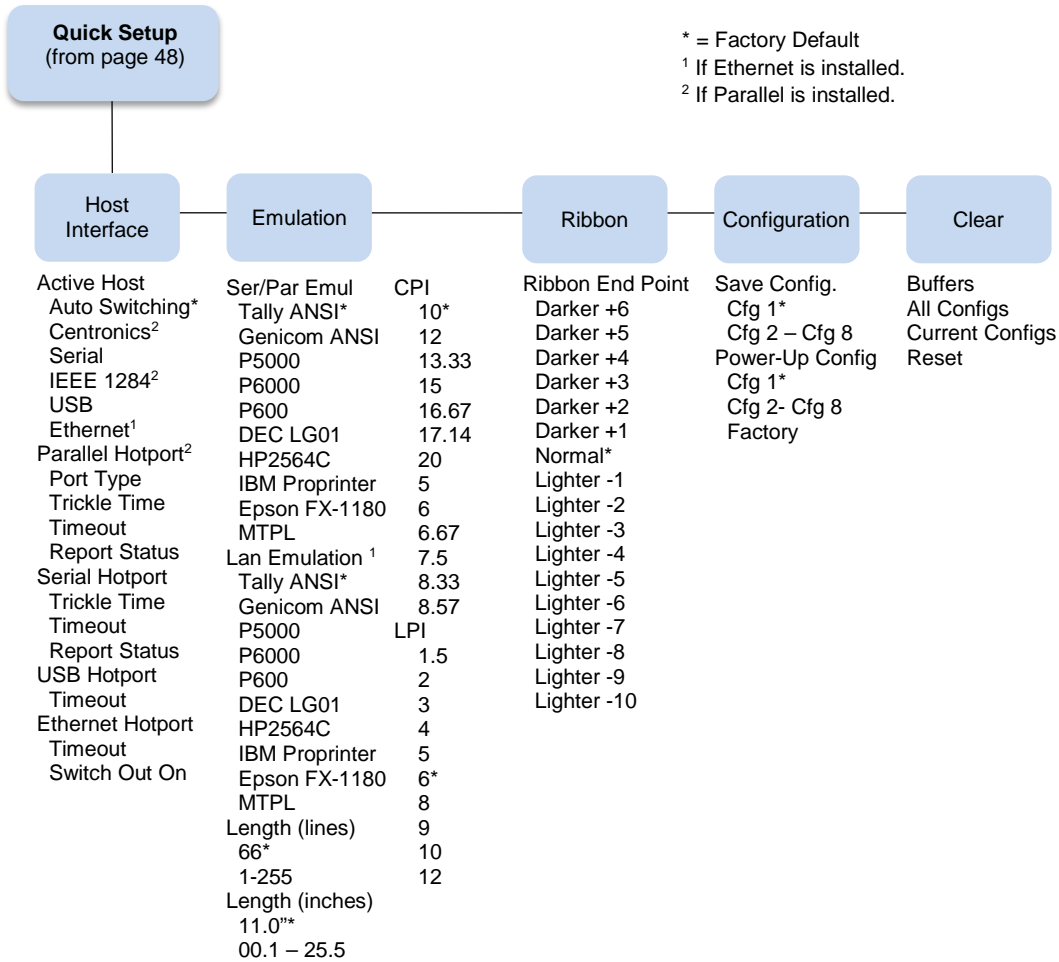 Quick Setup
(from page 48)
* = Factory Default
¹ If Ethernet is installed.
² If Parallel is installed.
Host
Interface
Emulation
Ribbon
Configuration
Clear
Active Host
Auto Switching*
Centronics²
Serial
IEEE 1284²
USB
Ethernet¹
Parallel Hotport²
Port Type
Trickle Time
Timeout
Report Status
Serial Hotport
Trickle Time
Timeout
Report Status
USB Hotport
Timeout
Ethernet Hotport
Timeout
Switch Out On
Ser/Par Emul
Tally ANSI*
Genicom ANSI
P5000
P6000
P600
DEC LG01
HP2564C
IBM Proprinter
Epson FX-1180
MTPL
Lan Emulation ¹
Tally ANSI*
Genicom ANSI
P5000
P6000
P600
DEC LG01
HP2564C
IBM Proprinter
Epson FX-1180
MTPL
Length (lines)
66*
1-255
Length (inches)
11.0”*
00.1 – 25.5
CPI
10*
12
13.33
15
16.67
17.14
20
5
6
6.67
7.5
8.33
8.57
LPI
1.5
2
3
4
5
6*
8
9
10
12
Ribbon End Point
Darker +6
Darker +5
Darker +4
Darker +3
Darker +2
Darker +1
Normal*
Lighter -1
Lighter -2
Lighter -3
Lighter -4
Lighter -5
Lighter -6
Lighter -7
Lighter -8
Lighter -9
Lighter -10
Save Config.
Cfg 1*
Cfg 2 – Cfg 8
Power-Up Config
Cfg 1*
Cfg 2- Cfg 8
Factory
Buffers
All Configs
Current Configs
Reset